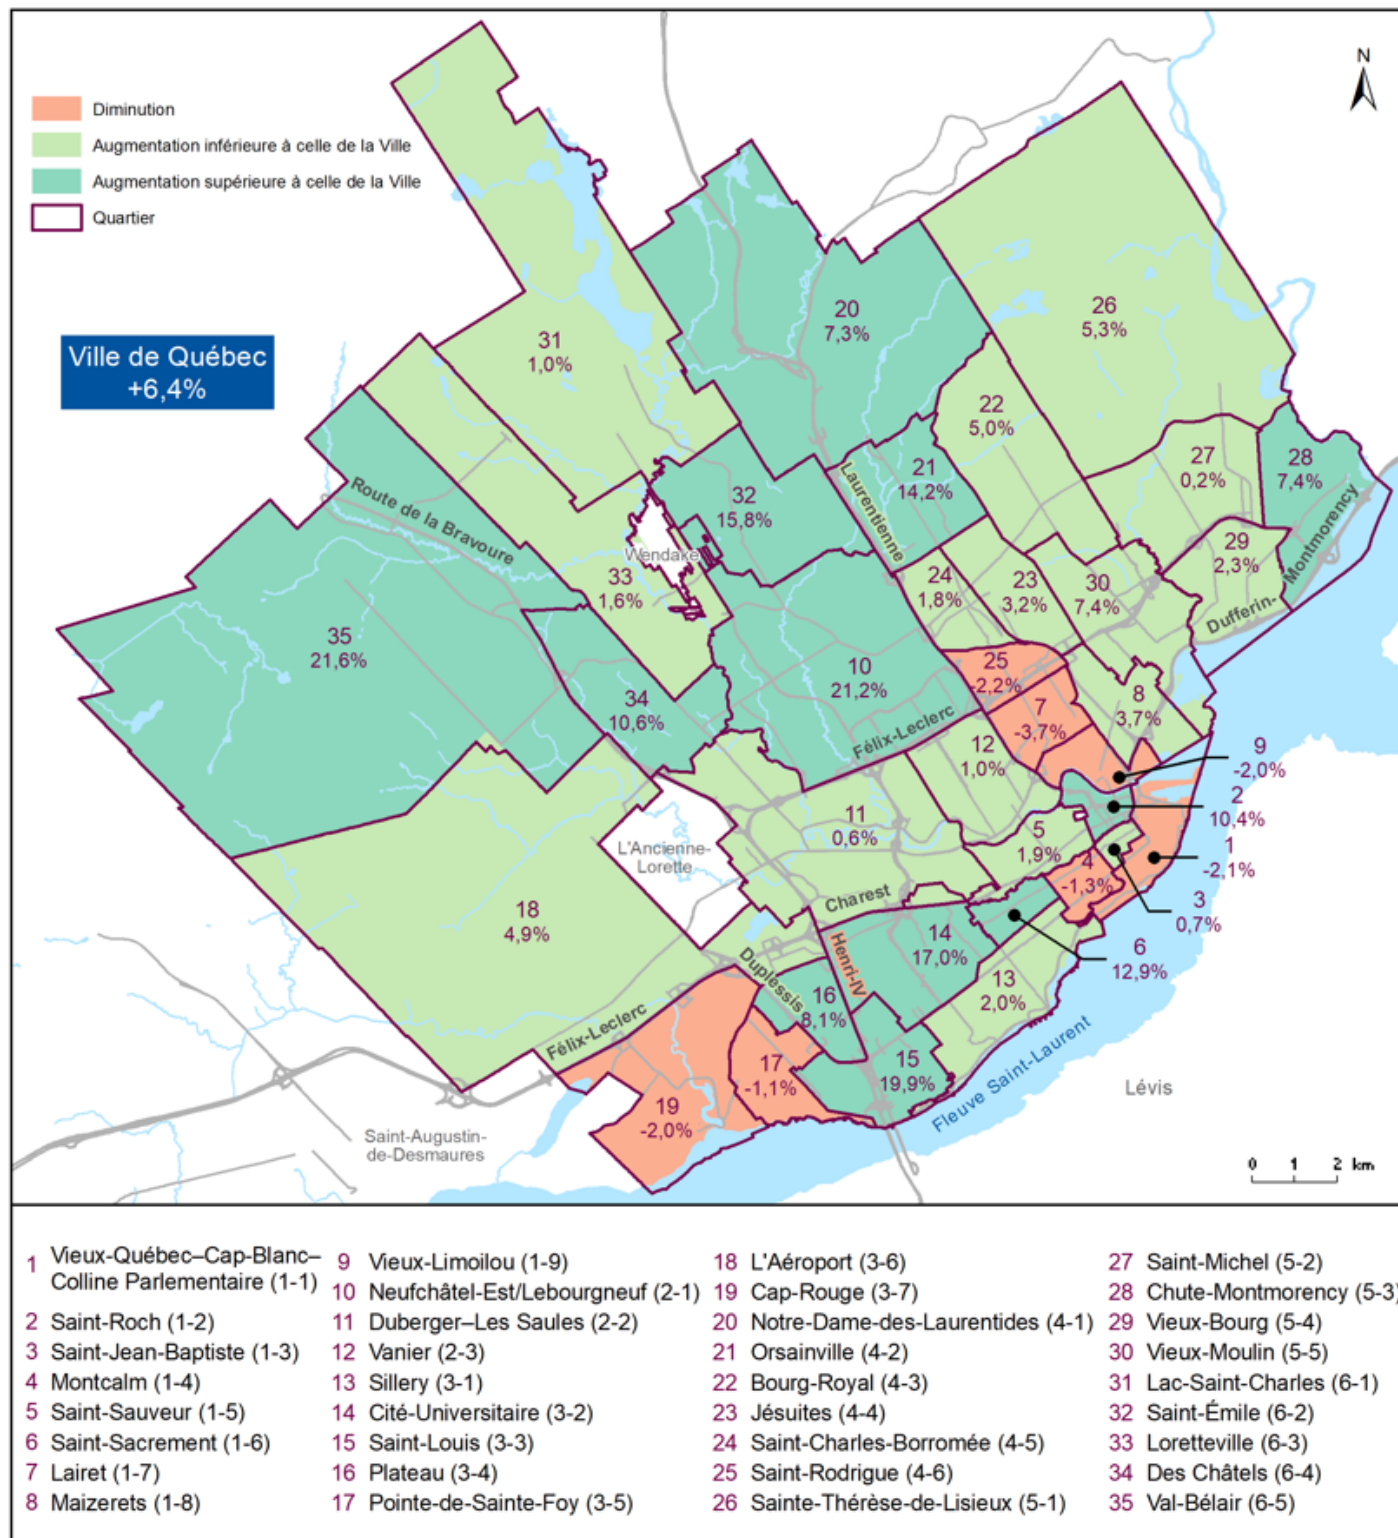 N
Diminution
Augmentation inférieure à celle de la Ville
Augmentation supérieure à celle de la Ville
Quartier
Ville de Québec
+6,4%
31
1,0%
20
7,3%
26
5,3%
22
5,0%
27
0,2%
28
7,4%
21
14,2%
32
15,8%
Laurentienne
Route de la Bravoure
Wendake
Montmorency
29
2,3%
Dufferin-
33
1,6%
24
1,8%
23
3,2%
30
7,4%
35
21,6%
10
21,2%
25
-2,2%
34
10,6%
7
-3,7%
8
3,7%
Félix-Leclerc
12
1,0%
9
-2,0%
2
10,4%
11
0,6%
5
1,9%
1
-2,1%
L'Ancienne-
Lorette
4
-1,3%
Charest
3
0,7%
18
4,9%
14
17,0%
6
12,9%
Henri-IV
Duplessis
16
8,1%
13
2,0%
Félix-Leclerc
17
-1,1%
15
19,9%
Fleuve Saint-Laurent
Lévis
19
-2,0%
Saint-Augustin-
de-Desmaures
0 1 2 km
1 Vieux-Québec–Cap-Blanc–
Colline Parlementaire (1-1)
2 Saint-Roch (1-2)
3 Saint-Jean-Baptiste (1-3)
4 Montcalm (1-4)
5 Saint-Sauveur (1-5)
6 Saint-Sacrement (1-6)
7 Lairet (1-7)
8 Maizerets (1-8)
9 Vieux-Limoilou (1-9)
10 Neufchâtel-Est/Lebourgneuf (2-1)
11 Duberger–Les Saules (2-2)
12 Vanier (2-3)
13 Sillery (3-1)
14 Cité-Universitaire (3-2)
15 Saint-Louis (3-3)
16 Plateau (3-4)
17 Pointe-de-Sainte-Foy (3-5)
18 L'Aéroport (3-6)
19 Cap-Rouge (3-7)
20 Notre-Dame-des-Laurentides (4-1)
21 Orsainville (4-2)
22 Bourg-Royal (4-3)
23 Jésuites (4-4)
24 Saint-Charles-Borromée (4-5)
25 Saint-Rodrigue (4-6)
26 Sainte-Thérèse-de-Lisieux (5-1)
27 Saint-Michel (5-2)
28 Chute-Montmorency (5-3)
29 Vieux-Bourg (5-4)
30 Vieux-Moulin (5-5)
31 Lac-Saint-Charles (6-1)
32 Saint-Émile (6-2)
33 Loretteville (6-3)
34 Des Châtels (6-4)
35 Val-Bélair (6-5)